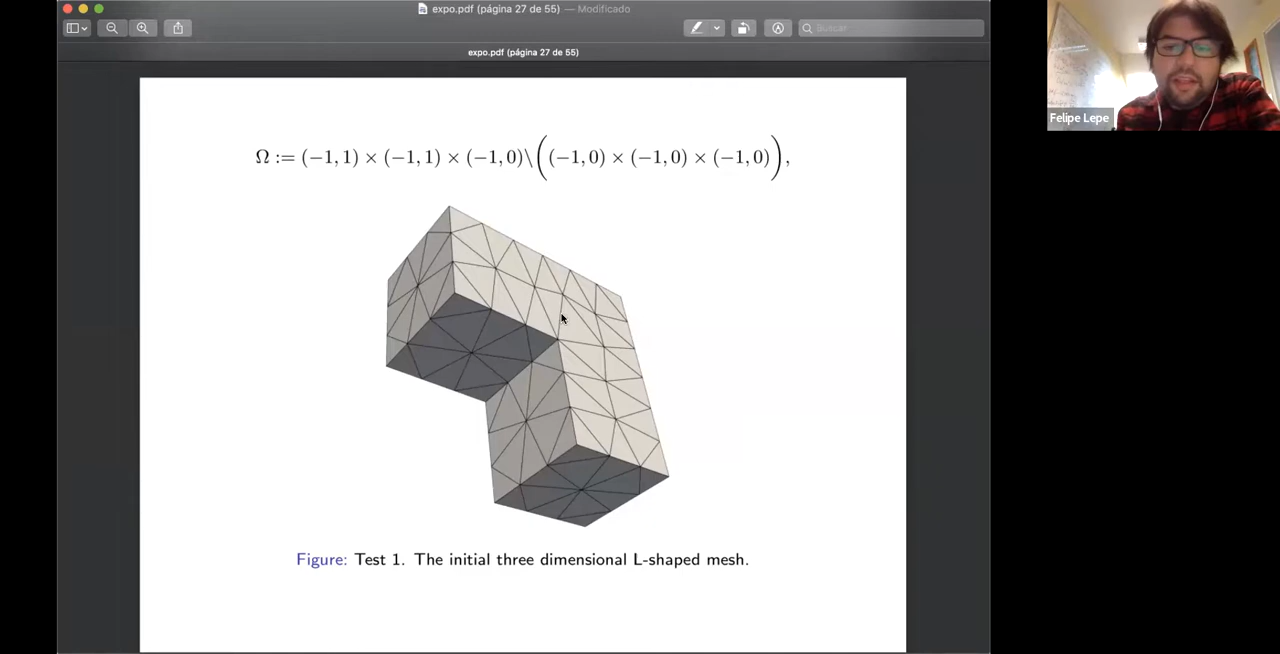 expo.pdf (página 27 de 55) — Modificado
Buscar
expo.pdf (página 27 de 55)
Ω := (−1, 1) × (−1, 1) × (−1, 0)\((−1, 0) × (−1, 0) × (−1, 0)),
Figure: Test 1. The initial three dimensional L-shaped mesh.
Felipe Lepe